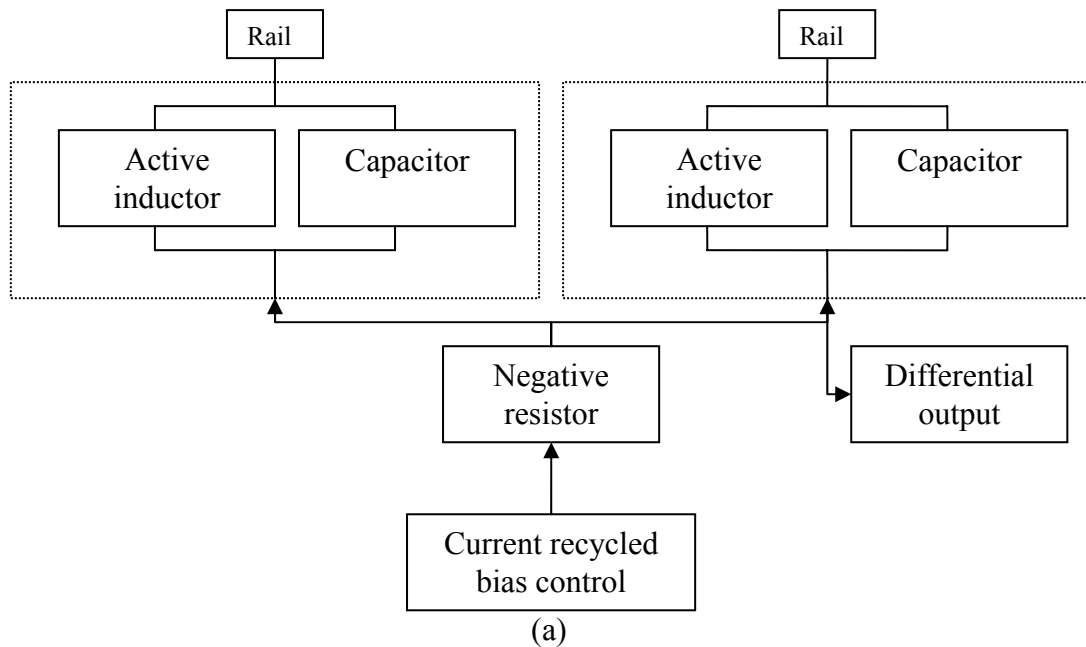 Rail
Rail
Active
inductor
Capacitor
Active
inductor
Capacitor
Negative
resistor
Differential
output
Current recycled
bias control
(a)